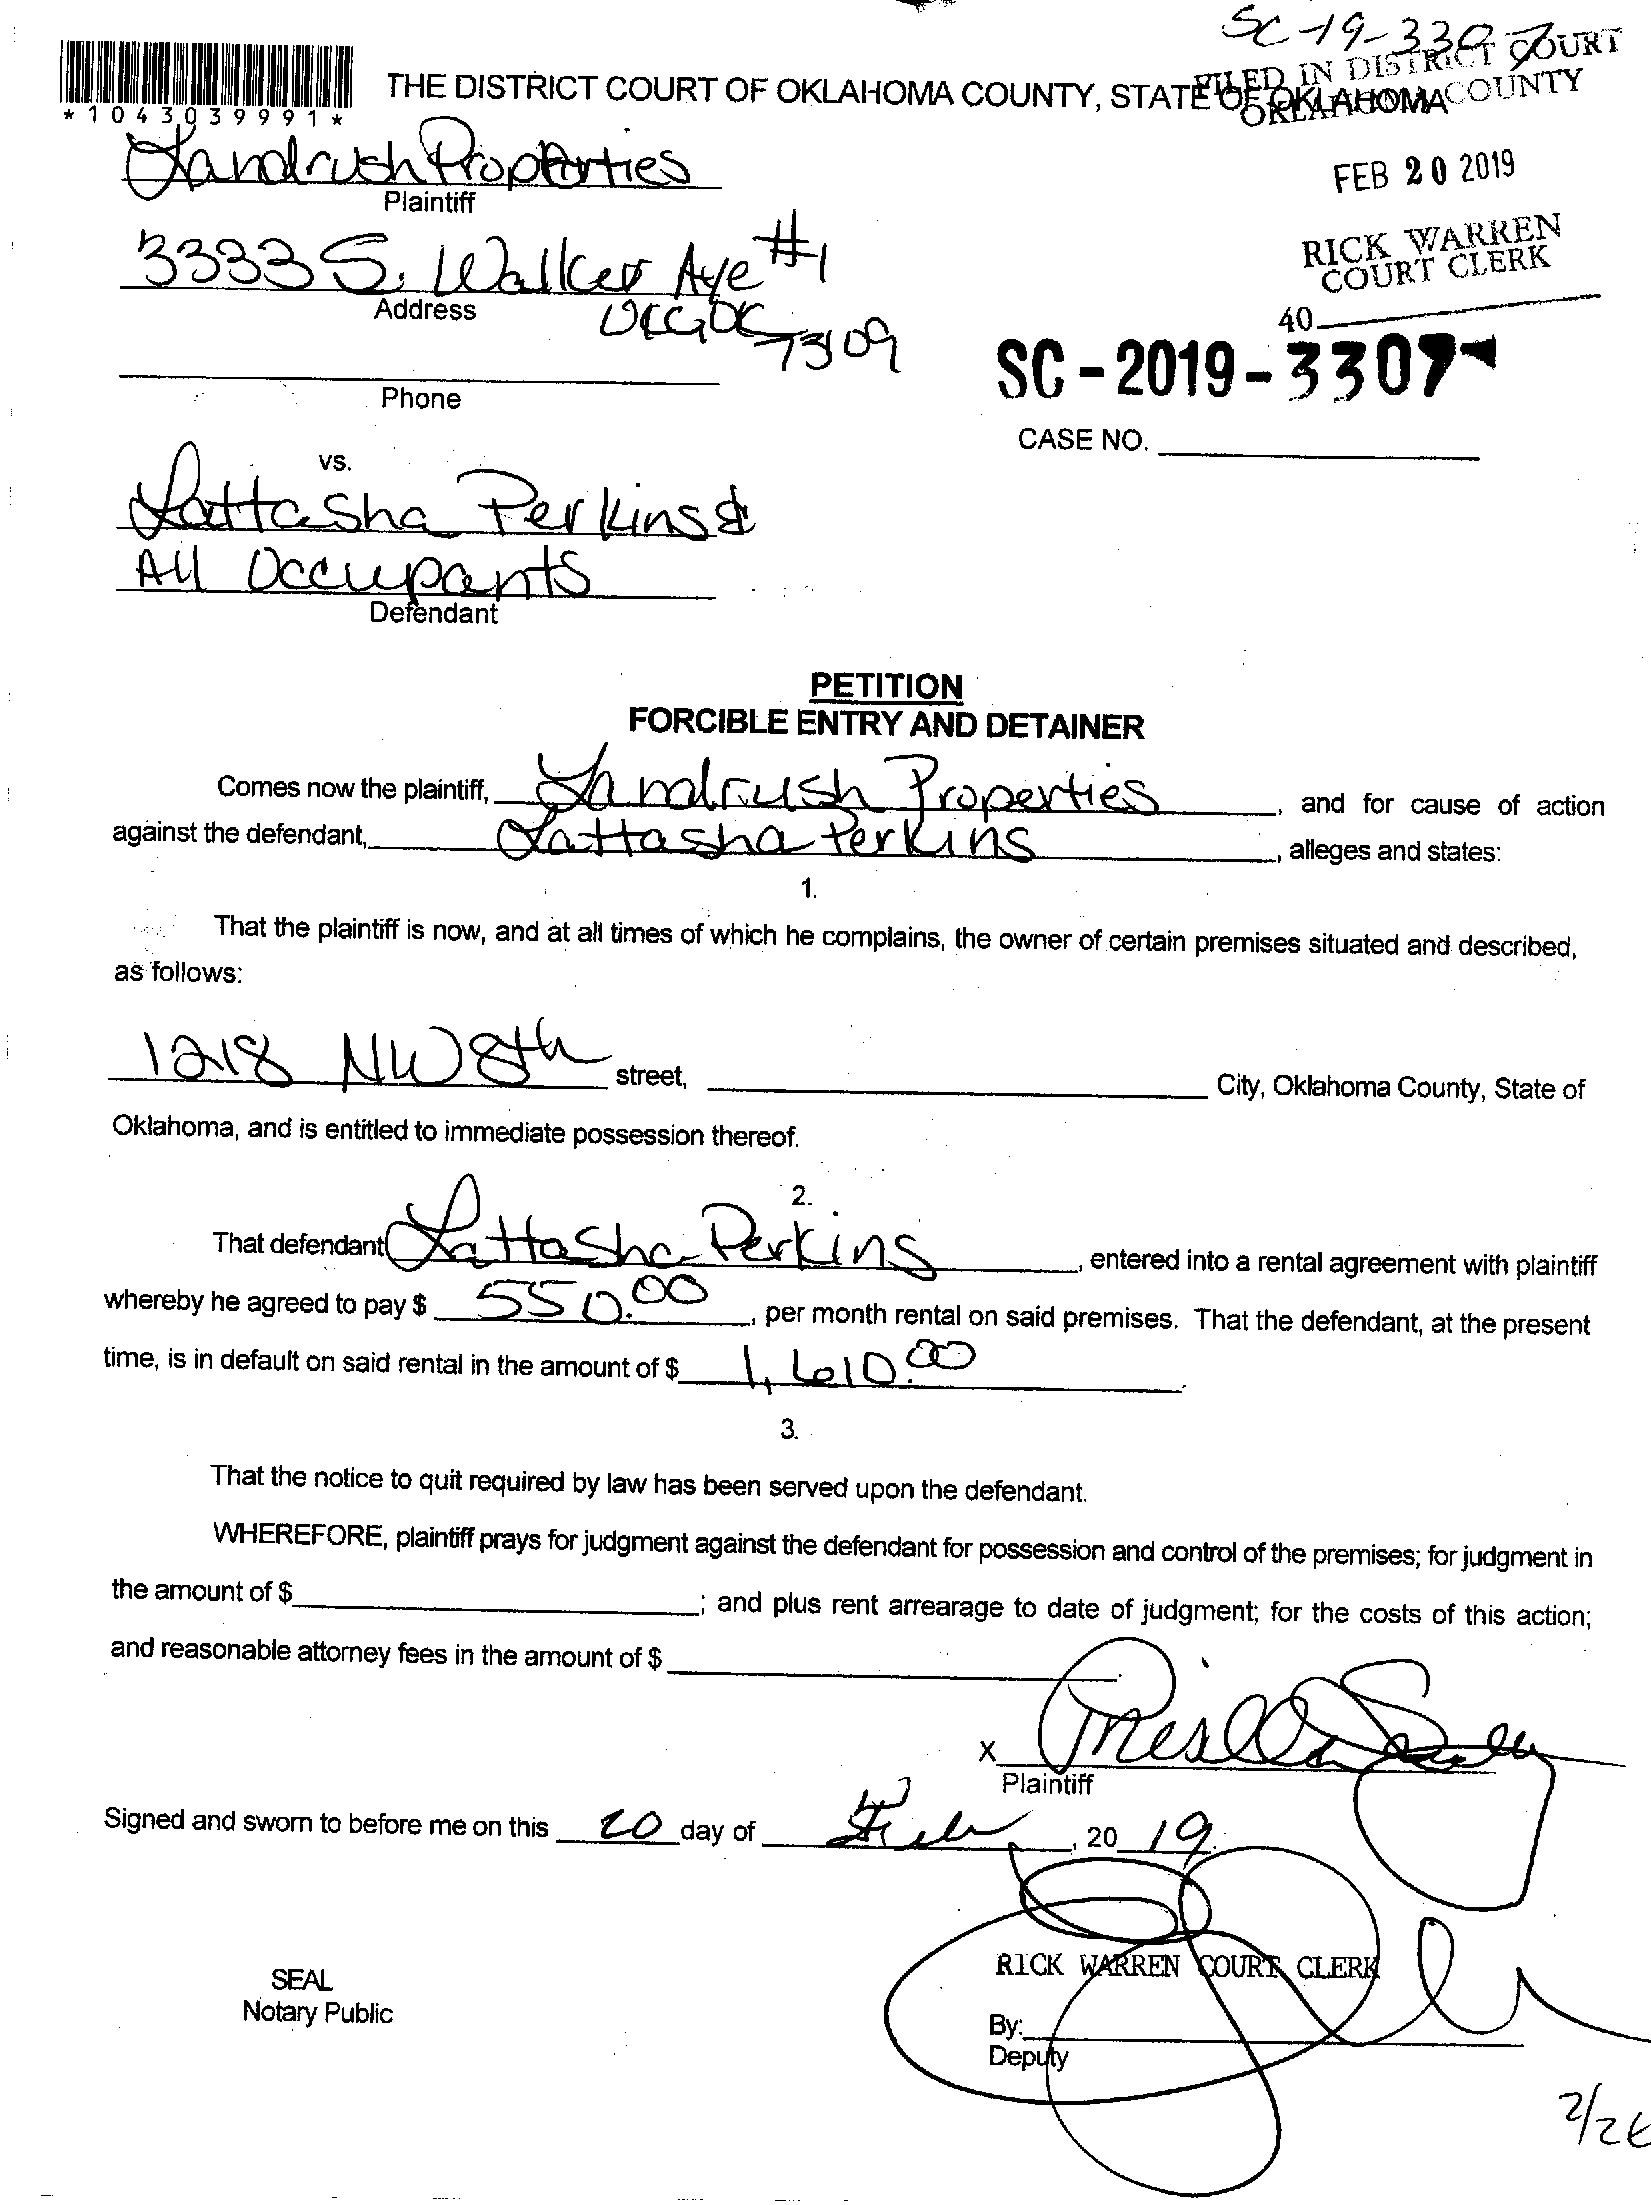 SC-19-3307
FILED IN DISTRICT COURT
OKLAHOMA COUNTY
THE DISTRICT COURT OF OKLAHOMA COUNTY, STATE OF OKLAHOMA
*1043039991*
FEB 20 2019
RICK WARREN
COURT CLERK
40
Landrush Properties
Plaintiff
3333 S. Walker Ave #1
Address
OKC OK 73109
Phone
SC-2019-3307
CASE NO.
vs.
Lattasha Perkins &
All Occupants
Defendant
PETITION
FORCIBLE ENTRY AND DETAINER
Comes now the plaintiff, Landrush Properties, and for cause of action
against the defendant, Lattasha Perkins, alleges and states:
1.
That the plaintiff is now, and at all times of which he complains, the owner of certain premises situated and described,
as follows:
1218 NW 8th street, City, Oklahoma County, State of
Oklahoma, and is entitled to immediate possession thereof.
2.
That defendant Lattasha Perkins, entered into a rental agreement with plaintiff
whereby he agreed to pay $ 550.00, per month rental on said premises. That the defendant, at the present
time, is in default on said rental in the amount of $ 1,610.00
3.
That the notice to quit required by law has been served upon the defendant.
WHEREFORE, plaintiff prays for judgment against the defendant for possession and control of the premises; for judgment in
the amount of $ ; and plus rent arrearage to date of judgment; for the costs of this action;
and reasonable attorney fees in the amount of $
X
Plaintiff
Signed and sworn to before me on this 20 day of Feb, 20 19.
RICK WARREN COURT CLERK
SEAL
Notary Public
By:
Deputy